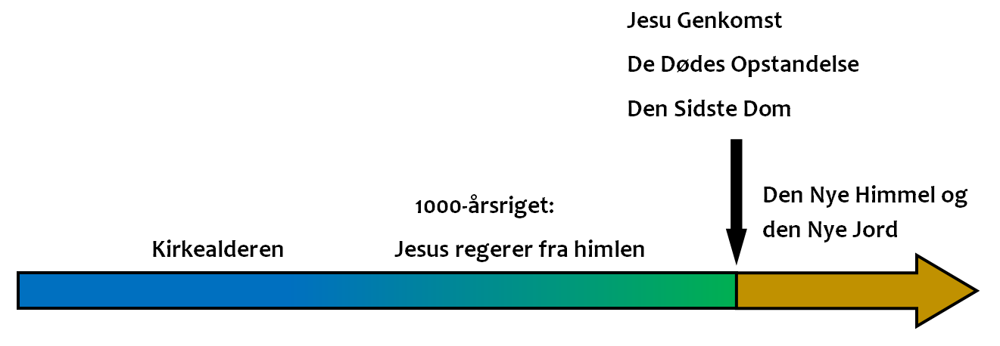 Jesu Genkomst
De Dødes Opstandelse
Den Sidste Dom
Den Nye Himmel og
den Nye Jord
1000-årsriget:
Jesus regerer fra himlen
Kirkealderen